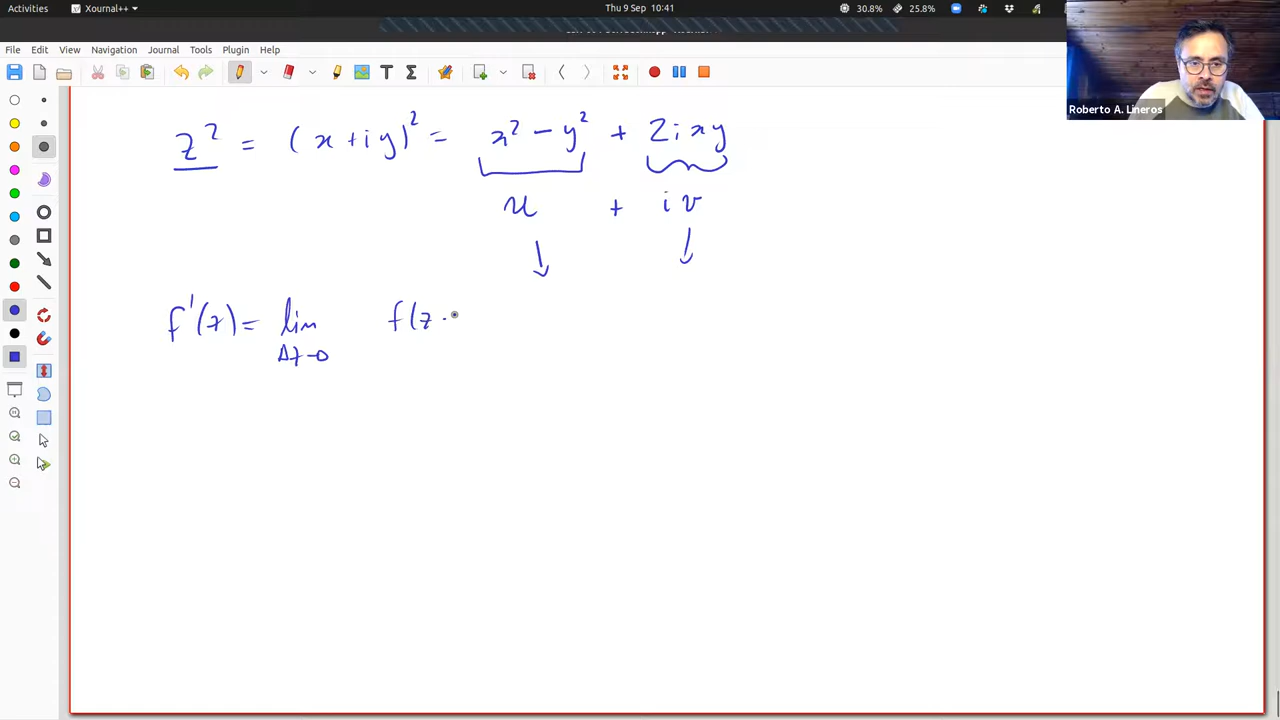 Activities Xournal++ Thu 9 Sep 10:41 30.8% 25.8%
File Edit View Navigation Journal Tools Plugin Help
Roberto A. Lineros
z² = (x + iy)² = x² − y² + 2ixy
u + iv
f'(z) = lim f(z
Δz→0